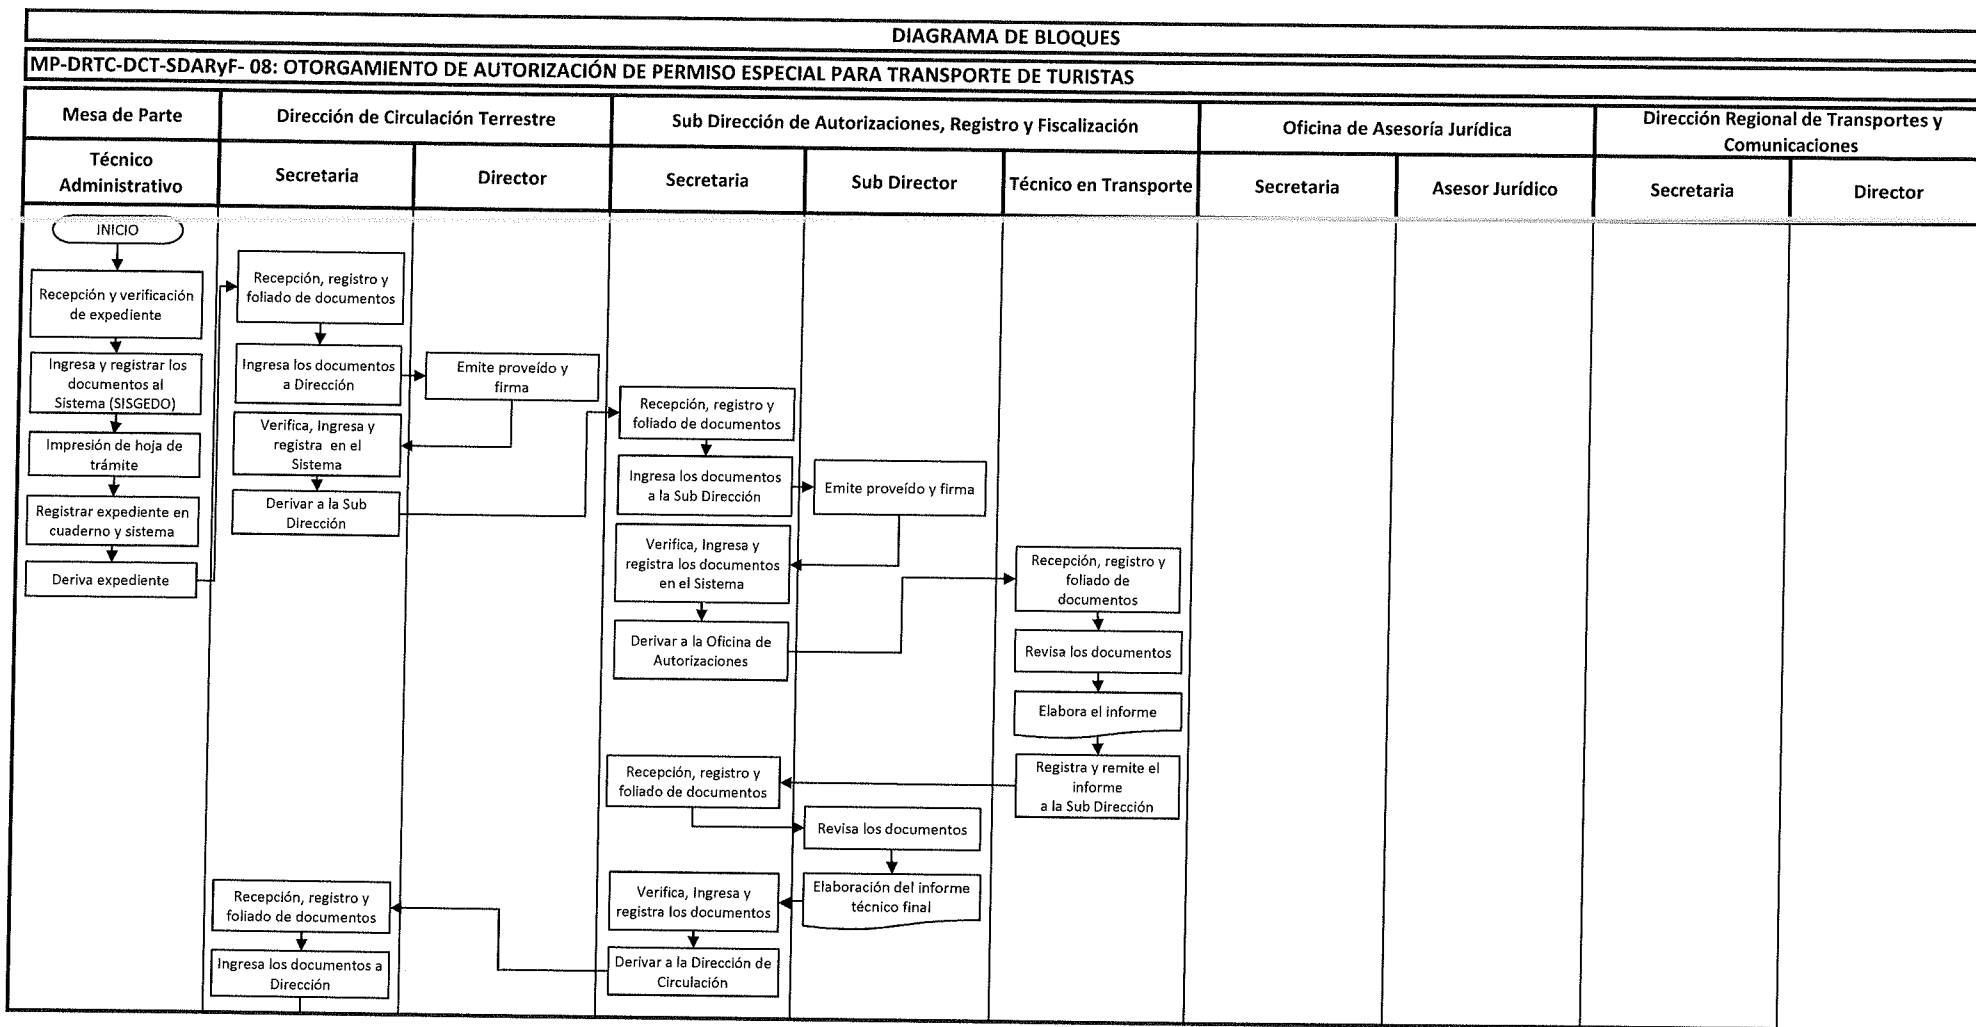 DIAGRAMA DE BLOQUES
MP-DRTC-DCT-SDARyF- 08: OTORGAMIENTO DE AUTORIZACIÓN DE PERMISO ESPECIAL PARA TRANSPORTE DE TURISTAS
Mesa de Parte
Dirección de Circulación Terrestre
Sub Dirección de Autorizaciones, Registro y Fiscalización
Oficina de Asesoría Jurídica
Dirección Regional de Transportes y
Comunicaciones
Técnico
Administrativo
Secretaria
Director
Secretaria
Sub Director
Técnico en Transporte
Secretaria
Asesor Jurídico
Secretaria
Director
INICIO
Recepción y verificación
de expediente
Ingresa y registrar los
documentos al
Sistema (SISGEDO)
Impresión de hoja de
trámite
Registrar expediente en
cuaderno y sistema
Deriva expediente
Recepción, registro y
foliado de documentos
Ingresa los documentos
a Dirección
Emite proveído y
firma
Verifica, Ingresa y
registra en el
Sistema
Derivar a la Sub
Dirección
Recepción, registro y
foliado de documentos
Ingresa los documentos
a la Sub Dirección
Emite proveído y firma
Verifica, Ingresa y
registra los documentos
en el Sistema
Derivar a la Oficina de
Autorizaciones
Recepción, registro y
foliado de
documentos
Revisa los documentos
Elabora el informe
Registra y remite el
informe
a la Sub Dirección
Recepción, registro y
foliado de documentos
Revisa los documentos
Elaboración del informe
técnico final
Verifica, Ingresa y
registra los documentos
Derivar a la Dirección de
Circulación
Recepción, registro y
foliado de documentos
Ingresa los documentos a
Dirección